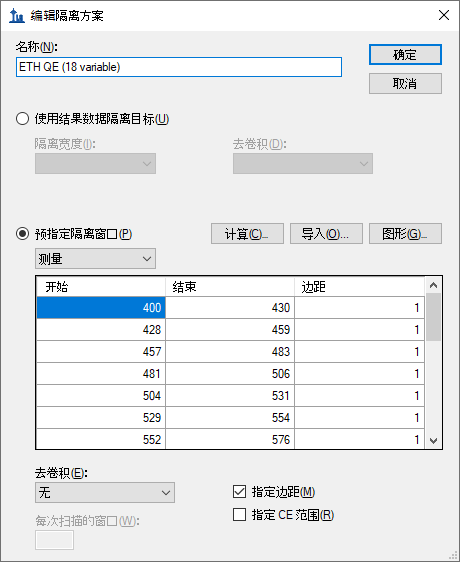 编辑隔离方案
名称(N):
ETH QE (18 variable)
确定
取消
使用结果数据隔离目标(U)
隔离宽度(I): 去卷积(D):
预指定隔离窗口(P) 计算(C)... 导入(O)... 图形(G)...
测量
开始 结束 边距
400 430 1
428 459 1
457 483 1
481 506 1
504 531 1
529 554 1
552 576 1
去卷积(E):
无
指定边距(M)
每次扫描的窗口(W):
指定 CE 范围(R)